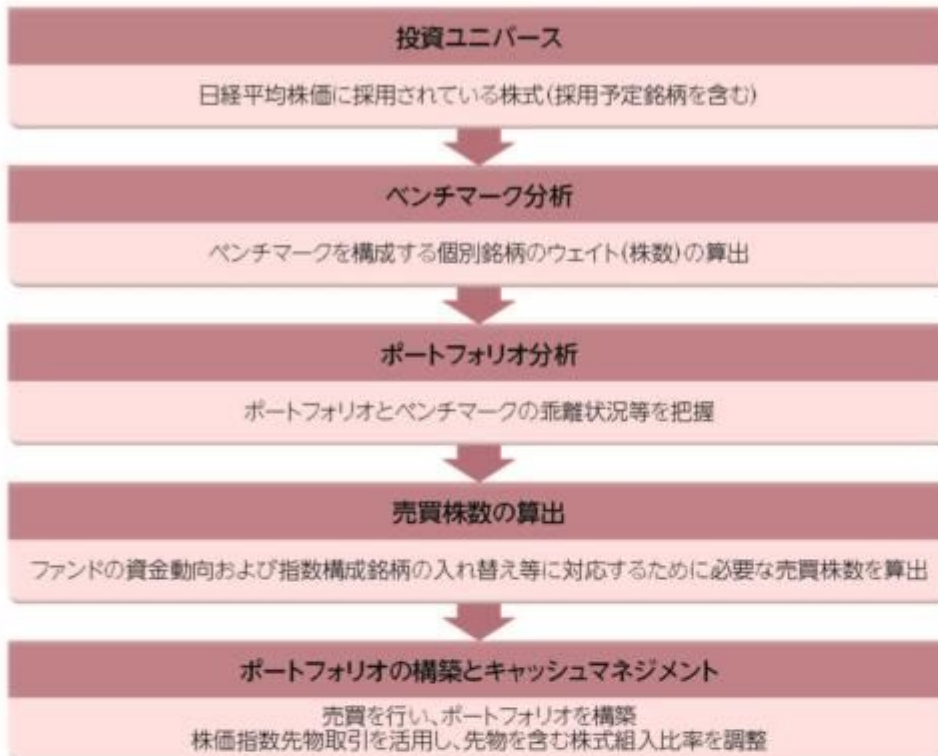 投資ユニバース
日経平均株価に採用されている株式(採用予定銘柄を含む)
ベンチマーク分析
ベンチマークを構成する個別銘柄のウェイト(株数)の算出
ポートフォリオ分析
ポートフォリオとベンチマークの乖離状況等を把握
売買株数の算出
ファンドの資金動向および指数構成銘柄の入れ替え等に対応するために必要な売買株数を算出
ポートフォリオの構築とキャッシュマネジメント
売買を行い、ポートフォリオを構築
株価指数先物取引を活用し、先物を含む株式組入比率を調整